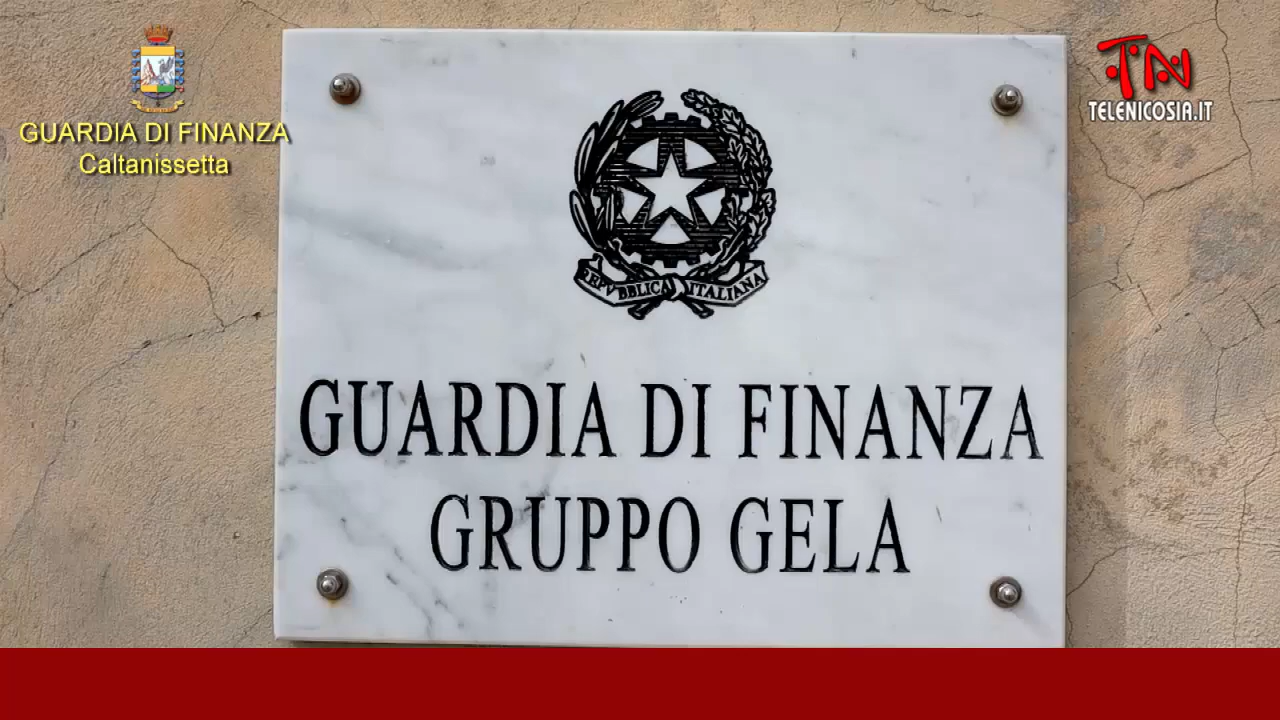 GUARDIA DI FINANZA
Caltanissetta
TELENICOSIA.IT
REPVBBLICA ITALIANA
GUARDIA DI FINANZA
GRUPPO GELA